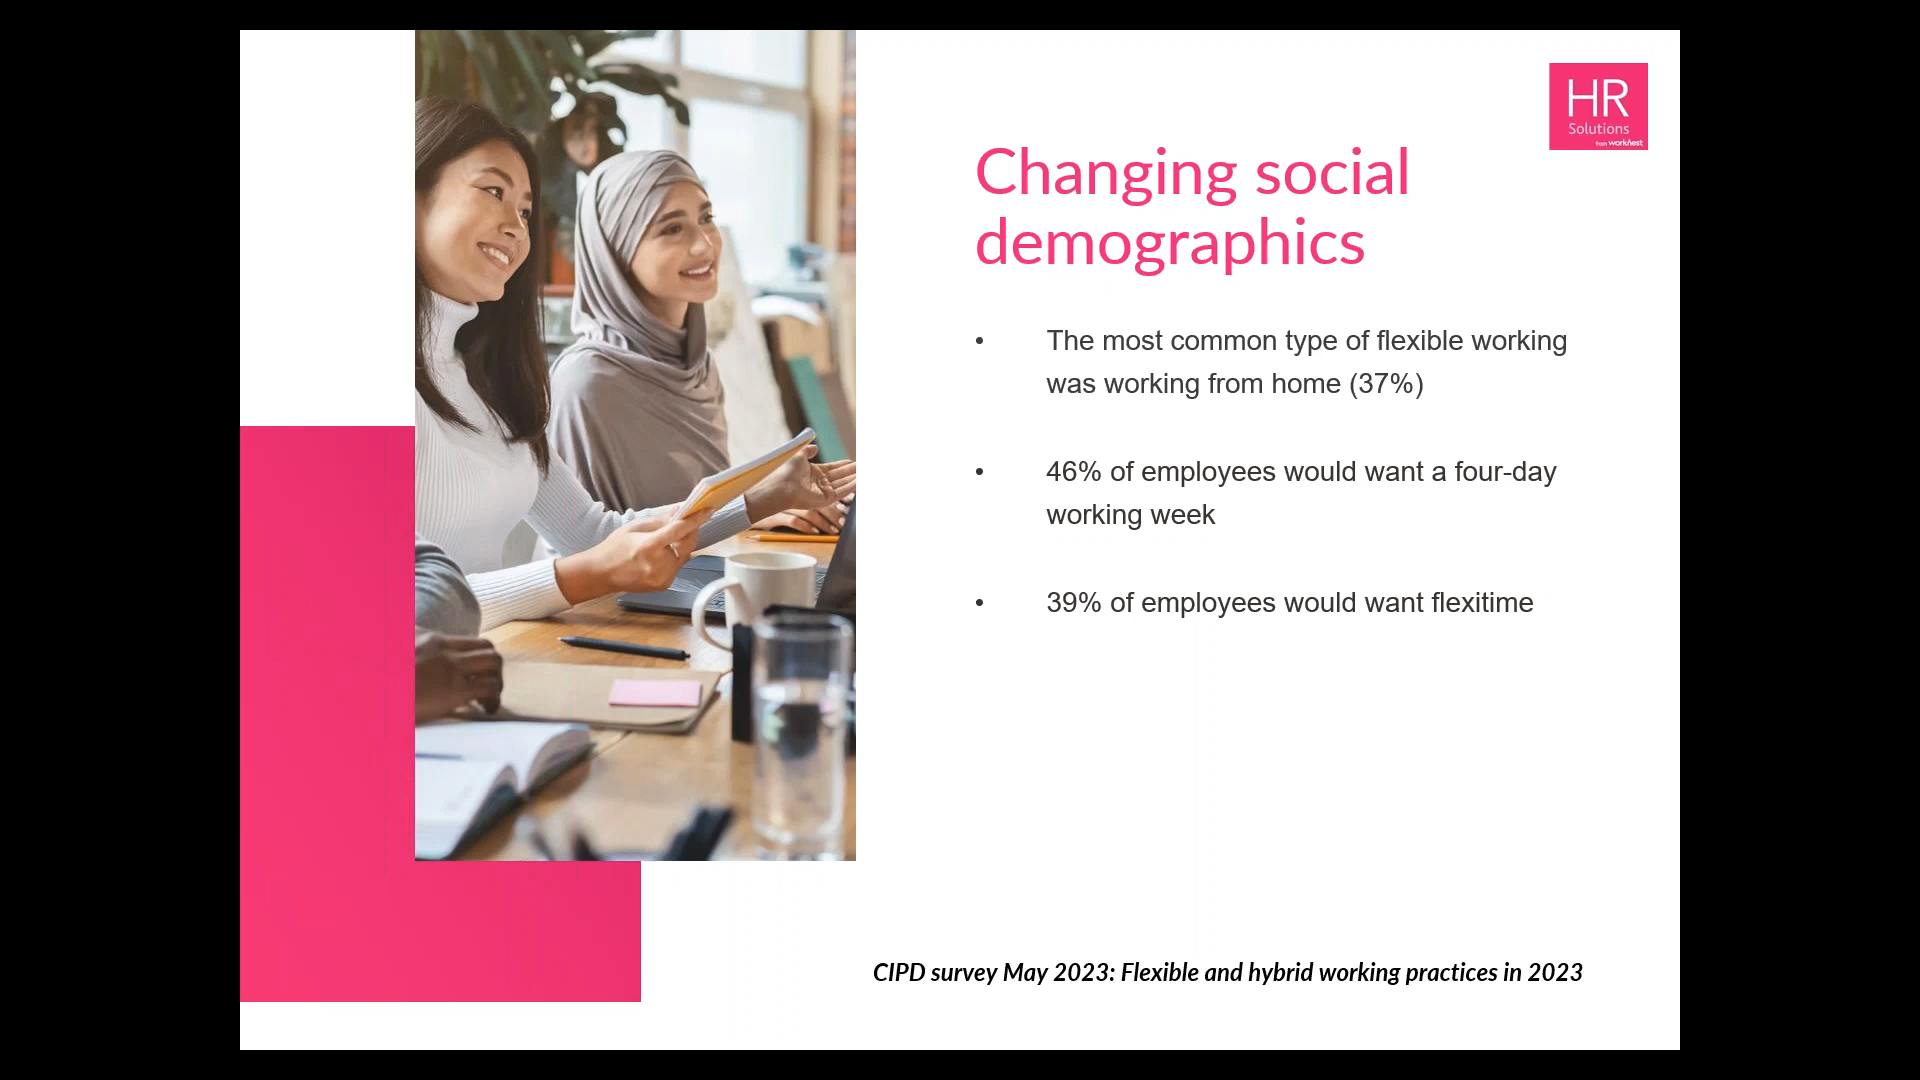 HR
Solutions
from worknest
Changing social
demographics
• The most common type of flexible working
was working from home (37%)
• 46% of employees would want a four-day
working week
• 39% of employees would want flexitime
CIPD survey May 2023: Flexible and hybrid working practices in 2023